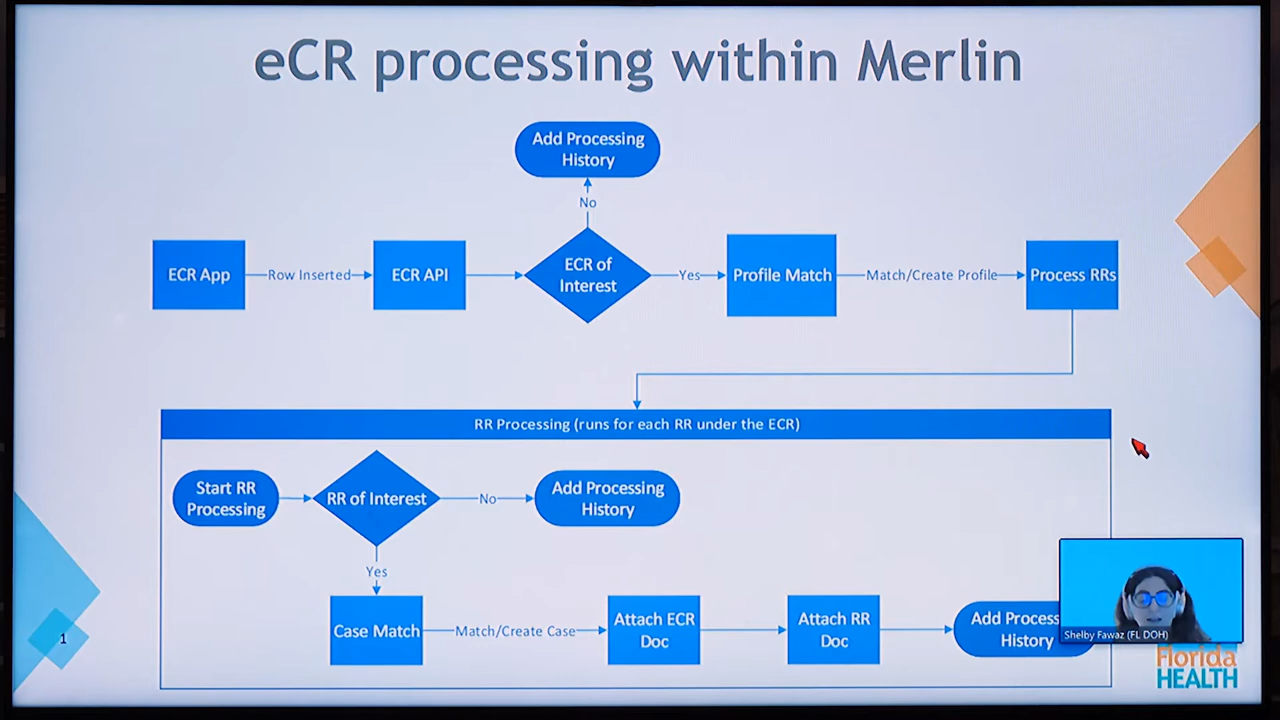 eCR processing within Merlin
Add Processing
History
No
ECR App
Row Inserted
ECR API
ECR of
Interest
Yes
Profile Match
Match/Create Profile
Process RRs
RR Processing (runs for each RR under the ECR)
Start RR
Processing
RR of Interest
No
Add Processing
History
Yes
Case Match
Match/Create Case
Attach ECR
Doc
Attach RR
Doc
Add Process
History
Shelby Fawaz (FL DOH)
1
Florida
HEALTH